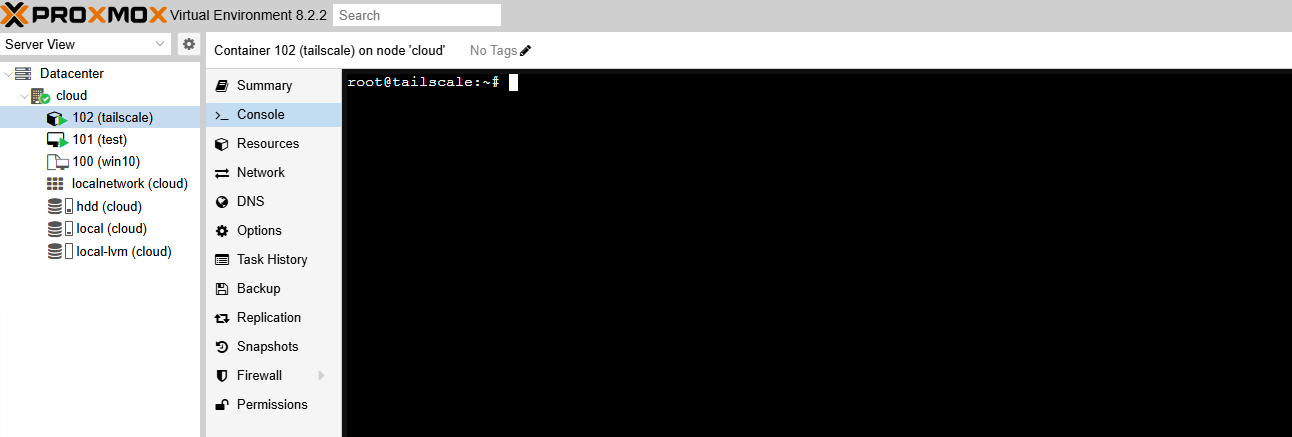 PROXMOX Virtual Environment 8.2.2 Search
Server View
Datacenter
cloud
102 (tailscale)
101 (test)
100 (win10)
localnetwork (cloud)
hdd (cloud)
local (cloud)
local-lvm (cloud)
Container 102 (tailscale) on node 'cloud' No Tags
Summary
Console
Resources
Network
DNS
Options
Task History
Backup
Replication
Snapshots
Firewall
Permissions
root@tailscale:~#